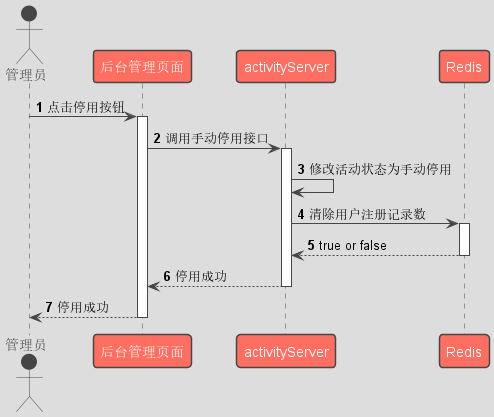 管理员
后台管理页面
activityServer
Redis
1 点击停用按钮
2 调用手动停用接口
3 修改活动状态为手动停用
4 清除用户注册记录数
5 true or false
6 停用成功
7 停用成功
管理员
后台管理页面
activityServer
Redis